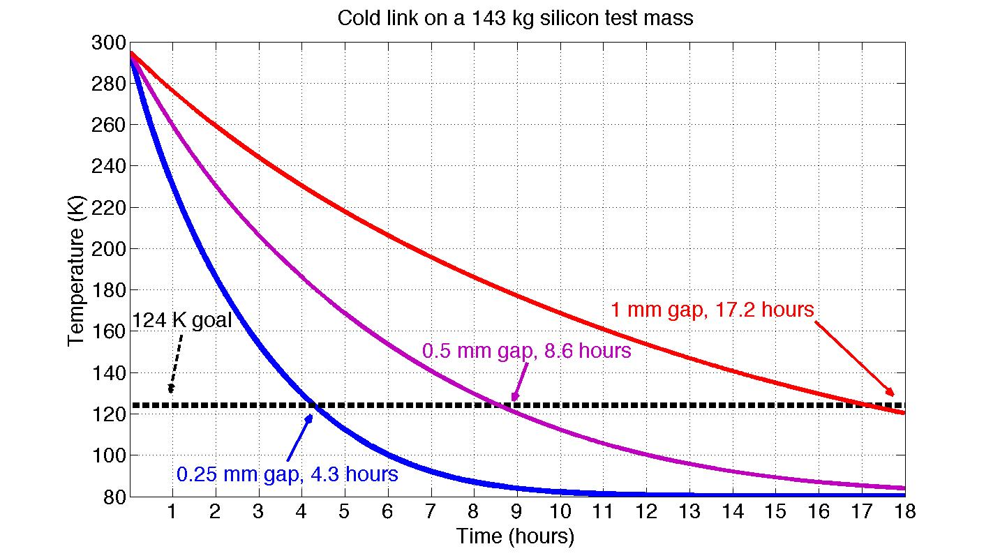 Cold link on a 143 kg silicon test mass
300
280
260
240
220
200
180
160
140
120
100
80
Temperature (K)
124 K goal
1 mm gap, 17.2 hours
0.5 mm gap, 8.6 hours
0.25 mm gap, 4.3 hours
1 2 3 4 5 6 7 8 9 10 11 12 13 14 15 16 17 18
Time (hours)